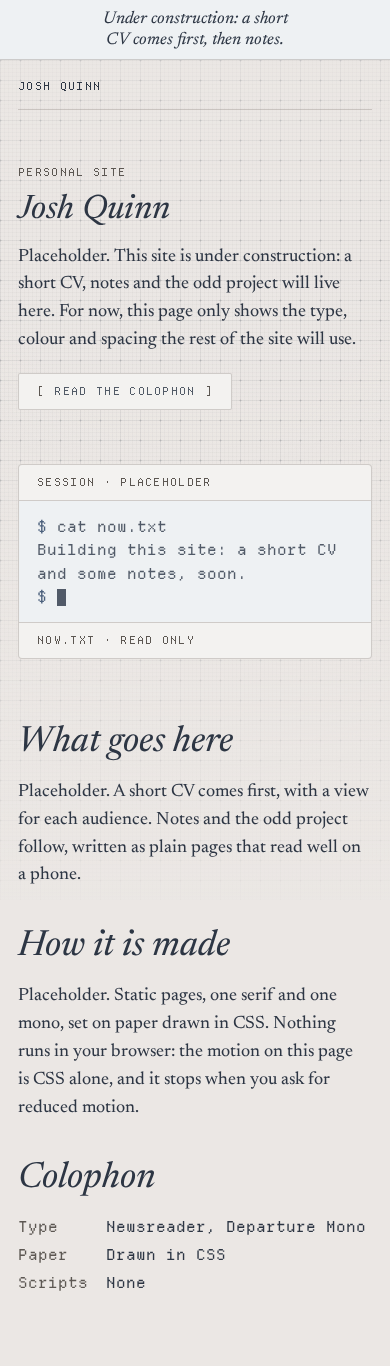 Under construction: a short
CV comes first, then notes.
JOSH QUINN
PERSONAL SITE
Josh Quinn
Placeholder. This site is under construction: a
short CV, notes and the odd project will live
here. For now, this page only shows the type,
colour and spacing the rest of the site will use.
[ READ THE COLOPHON ]
SESSION · PLACEHOLDER
$ cat now.txt
Building this site: a short CV
and some notes, soon.
$
NOW.TXT · READ ONLY
What goes here
Placeholder. A short CV comes first, with a view
for each audience. Notes and the odd project
follow, written as plain pages that read well on
a phone.
How it is made
Placeholder. Static pages, one serif and one
mono, set on paper drawn in CSS. Nothing
runs in your browser: the motion on this page
is CSS alone, and it stops when you ask for
reduced motion.
Colophon
Type Newsreader, Departure Mono
Paper Drawn in CSS
Scripts None